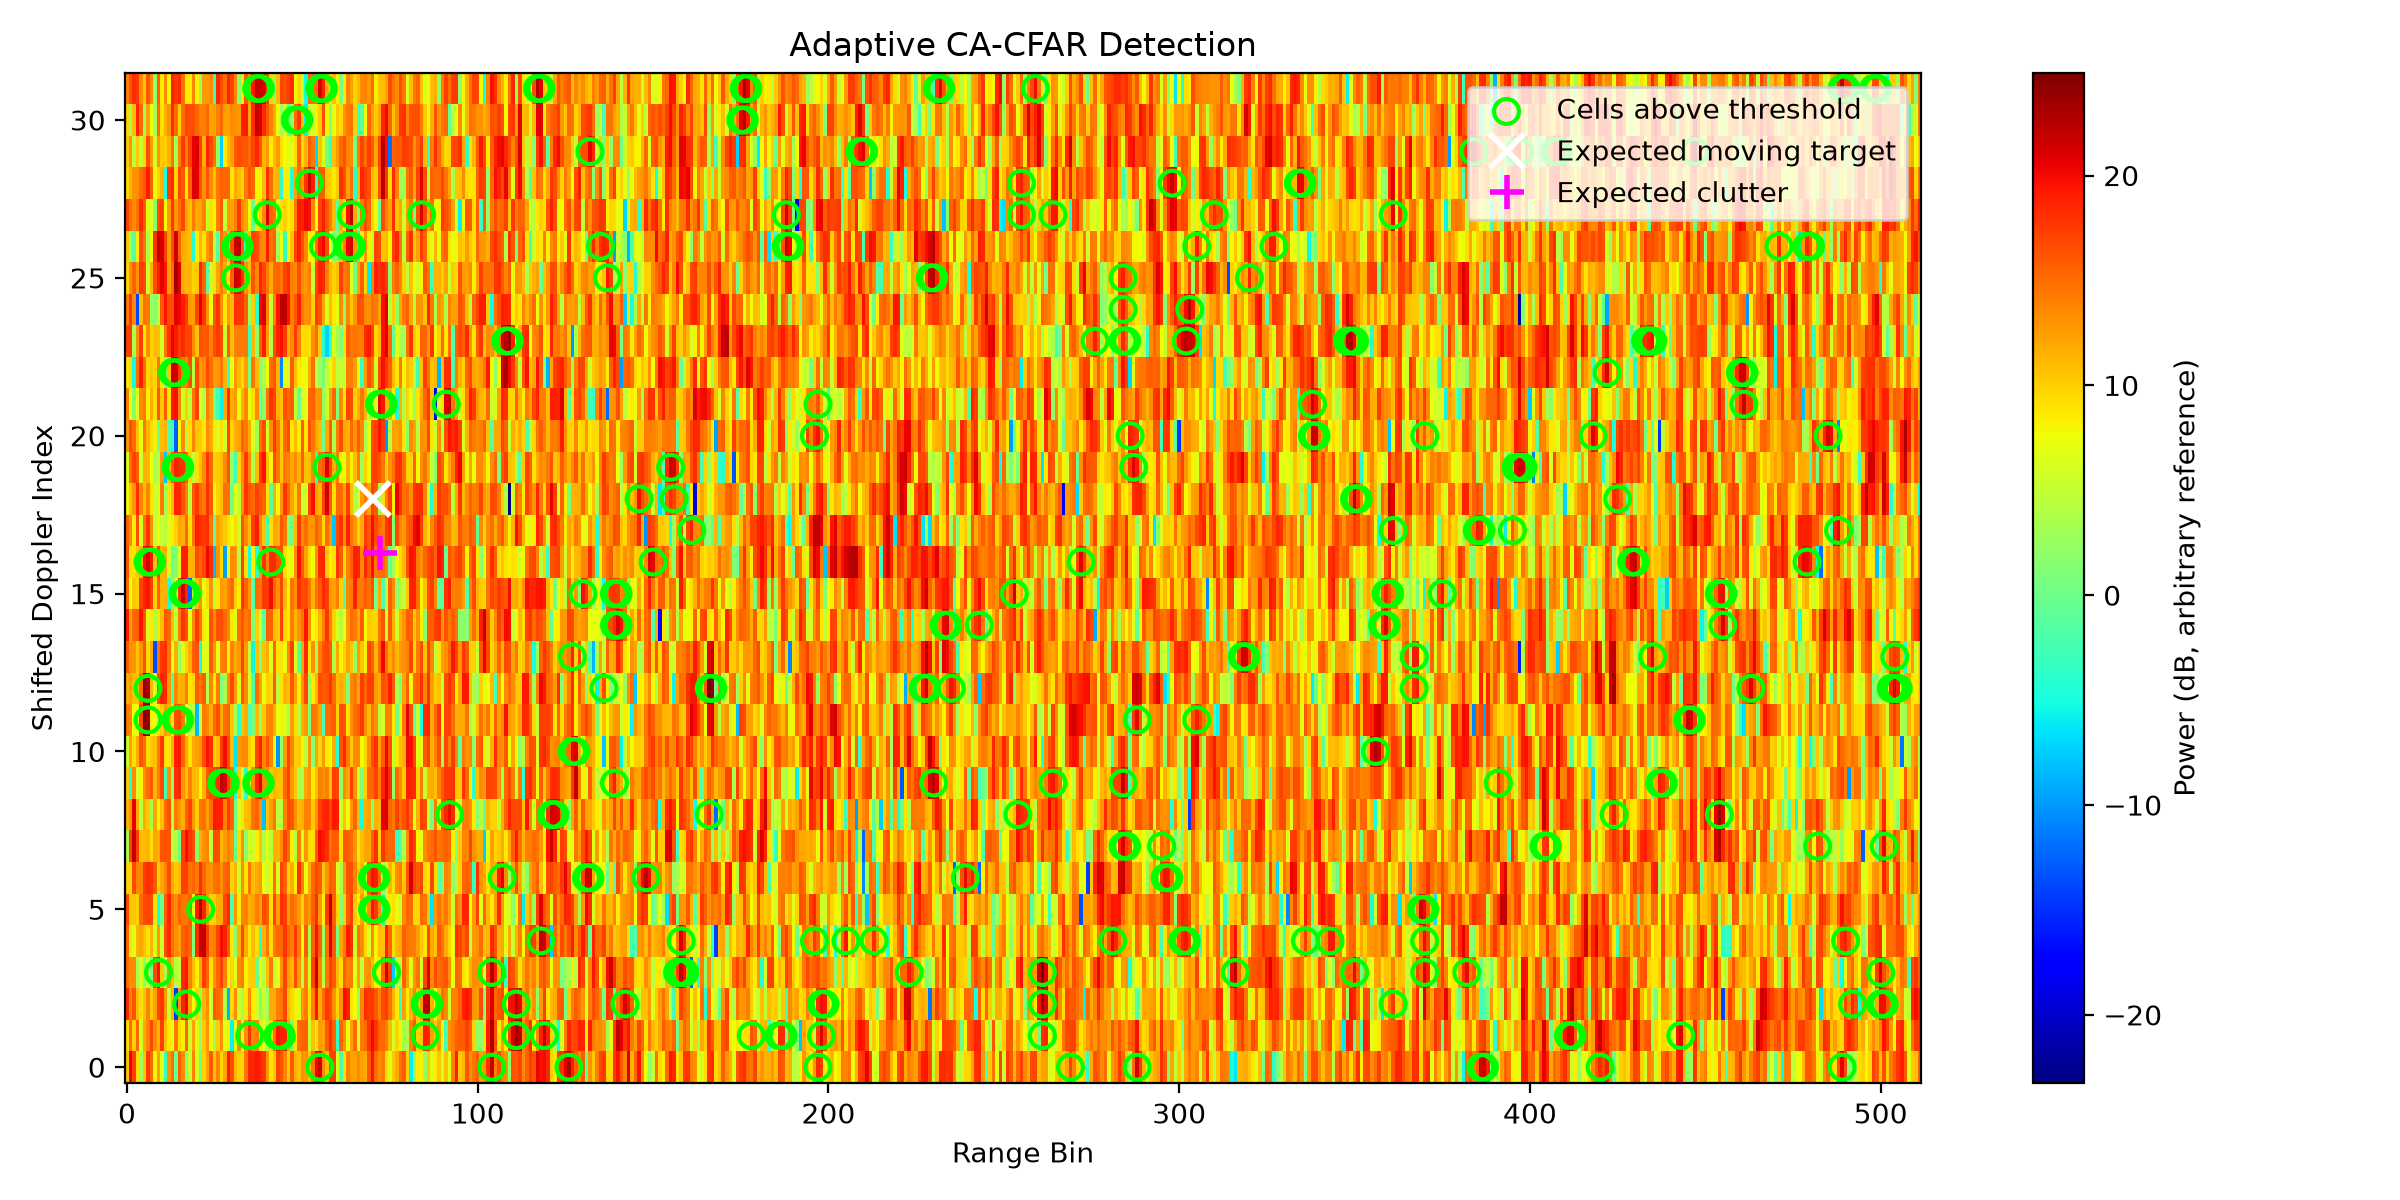 Adaptive CA-CFAR Detection
Cells above threshold
Expected moving target
Expected clutter
Shifted Doppler Index
30
25
20
15
10
5
0
0 100 200 300 400 500
Range Bin
20
10
0
−10
−20
Power (dB, arbitrary reference)